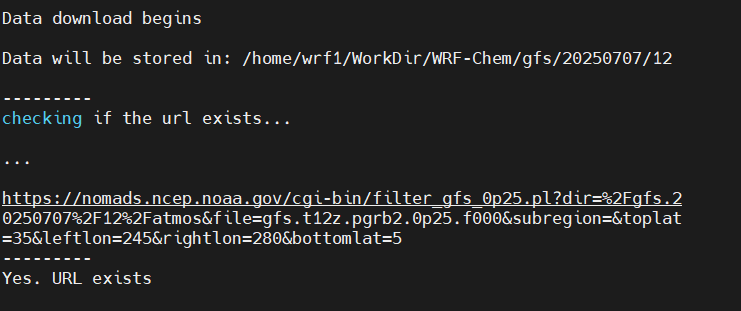 Data download begins
Data will be stored in: /home/wrf1/WorkDir/WRF-Chem/gfs/20250707/12
---------
checking if the url exists...
...
https://nomads.ncep.noaa.gov/cgi-bin/filter_gfs_0p25.pl?dir=%2Fgfs.2
0250707%2F12%2Fatmos&file=gfs.t12z.pgrb2.0p25.f000&subregion=&toplat
=35&leftlon=245&rightlon=280&bottomlat=5
---------
Yes. URL exists